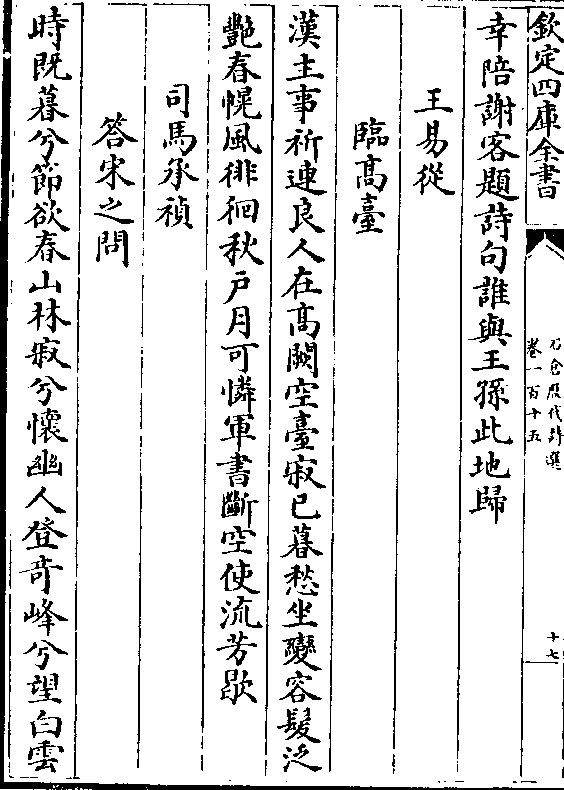 欽定四庫全書
石倉歷代詩選
卷一百十五
十七
幸陪謝客題詩句誰與王孫此地歸
王易從
臨髙臺
漢主事祈連良人在髙闕空臺寂已暮愁坐變容髮泛
艷春幌風徘徊秋戶月可憐軍書斷空使流芳歇
司馬承禎
答宋之問
時既暮兮節欲春山林寂兮懷幽人登竒峰兮望白雲